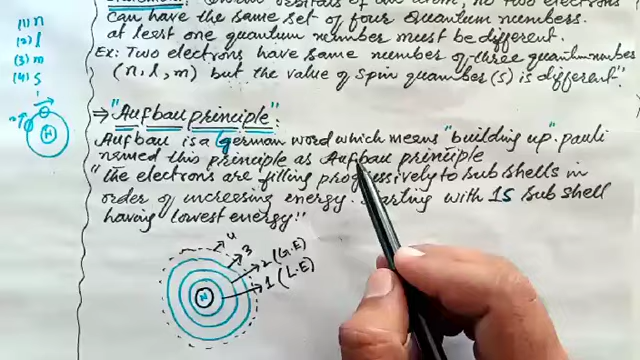 can have the same set of four Quantum numbers.
at least one quantum number must be different.
Ex: Two electrons have same number of three quantum number
(n, l, m) but the value of spin quamber (s) is different"
(1) n
(2) l
(3) m
(4) s
N
⇒ "Aufbau principle":
Aufbau is a German word which means "building up". pauli
named this principle as Aufbau principle
"The electrons are filling progressively to sub shells in
order of increasing energy. Starting with 1S sub shell
having lowest energy."
4
3
2 (G.E)
1 (L.E)
N